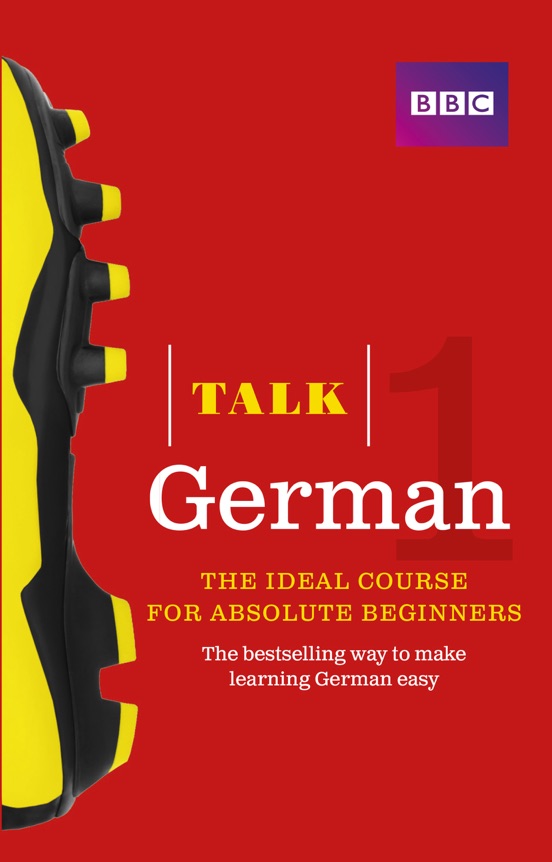 BBC
TALK
1
German
THE IDEAL COURSE
FOR ABSOLUTE BEGINNERS
The bestselling way to make
learning German easy